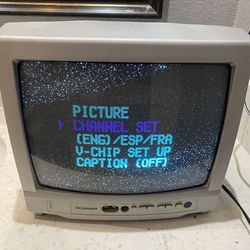 PICTURE
CHANNEL SET
(ENG)/ESP/FRA
V-CHIP SET UP
CAPTION (OFF)
SYLVANIA